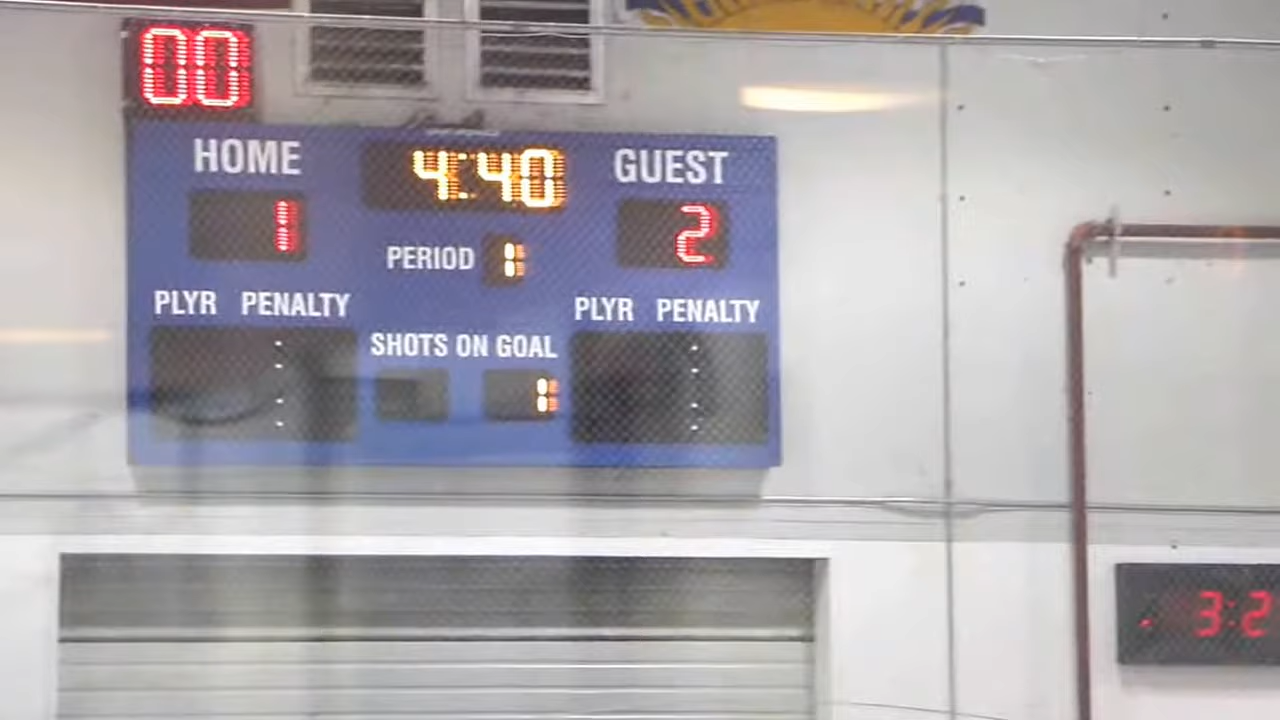 00
HOME 4:40 GUEST
1 2
PERIOD 1
PLYR PENALTY PLYR PENALTY
SHOTS ON GOAL
1
3:2